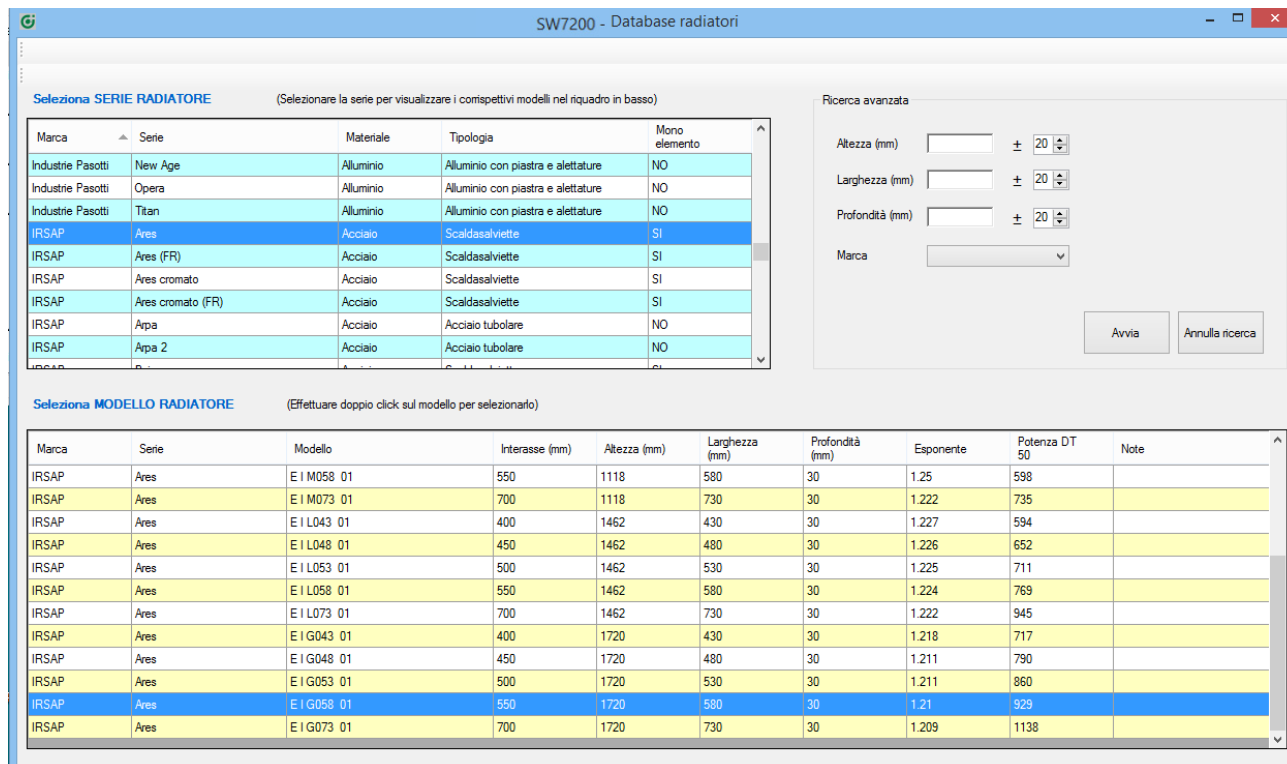 SW7200 - Database radiatori
Seleziona SERIE RADIATORE (Selezionare la serie per visualizzare i corrispettivi modelli nel riquadro in basso)
Marca Serie Materiale Tipologia Mono elemento
Industrie Pasotti New Age Alluminio Alluminio con piastra e alettature NO
Industrie Pasotti Opera Alluminio Alluminio con piastra e alettature NO
Industrie Pasotti Titan Alluminio Alluminio con piastra e alettature NO
IRSAP Ares Acciaio Scaldasalviette SI
IRSAP Ares (FR) Acciaio Scaldasalviette SI
IRSAP Ares cromato Acciaio Scaldasalviette SI
IRSAP Ares cromato (FR) Acciaio Scaldasalviette SI
IRSAP Arpa Acciaio Acciaio tubolare NO
IRSAP Arpa 2 Acciaio Acciaio tubolare NO
Ricerca avanzata
Altezza (mm) ± 20
Larghezza (mm) ± 20
Profondità (mm) ± 20
Marca
Avvia Annulla ricerca
Seleziona MODELLO RADIATORE (Effettuare doppio click sul modello per selezionarlo)
Marca Serie Modello Interasse (mm) Altezza (mm) Larghezza (mm) Profondità (mm) Esponente Potenza DT 50 Note
IRSAP Ares E I M058 01 550 1118 580 30 1.25 598
IRSAP Ares E I M073 01 700 1118 730 30 1.222 735
IRSAP Ares E I L043 01 400 1462 430 30 1.227 594
IRSAP Ares E I L048 01 450 1462 480 30 1.226 652
IRSAP Ares E I L053 01 500 1462 530 30 1.225 711
IRSAP Ares E I L058 01 550 1462 580 30 1.224 769
IRSAP Ares E I L073 01 700 1462 730 30 1.222 945
IRSAP Ares E I G043 01 400 1720 430 30 1.218 717
IRSAP Ares E I G048 01 450 1720 480 30 1.211 790
IRSAP Ares E I G053 01 500 1720 530 30 1.211 860
IRSAP Ares E I G058 01 550 1720 580 30 1.21 929
IRSAP Ares E I G073 01 700 1720 730 30 1.209 1138